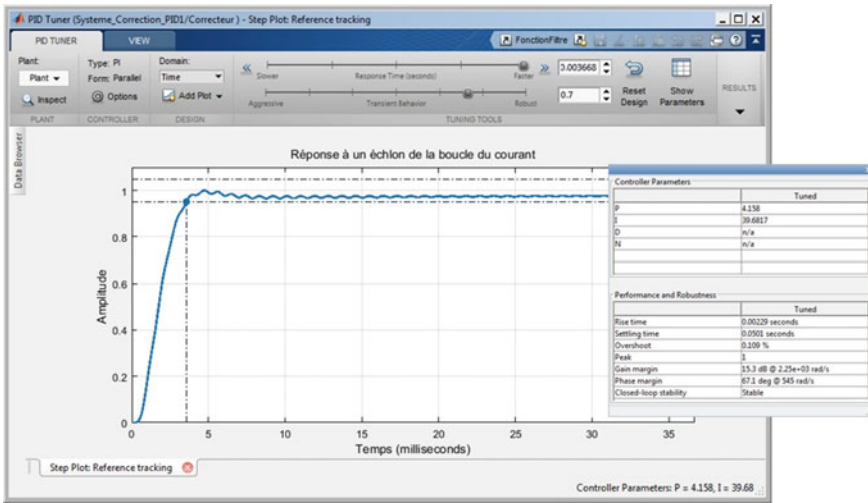 PID Tuner (Systeme_Correction_PID1/Correcteur ) - Step Plot: Reference tracking
PID TUNER
VIEW
FonctionFiltre
Plant:
Plant
Inspect
PLANT
Type: PI
Form: Parallel
Options
CONTROLLER
Domain:
Time
Add Plot
DESIGN
Slower
Response Time (seconds)
Faster
0.003668
Aggressive
Transient Behavior
Robust
0.7
TUNING TOOLS
Reset
Design
Show
Parameters
RESULTS
Data Browser
Réponse à un échlon de la boucle du courant
Amplitude
1
0.8
0.6
0.4
0.2
0
0
5
10
15
20
25
30
35
Temps (milliseconds)
Controller Parameters
Tuned
P 4.158
I 39.6817
D n/a
N n/a
Performance and Robustness
Tuned
Rise time 0.00229 seconds
Settling time 0.0501 seconds
Overshoot 0.109 %
Peak 1
Gain margin 15.3 dB @ 2.25e+03 rad/s
Phase margin 67.1 deg @ 545 rad/s
Closed-loop stability Stable
Step Plot: Reference tracking
Controller Parameters: P = 4.158, I = 39.68